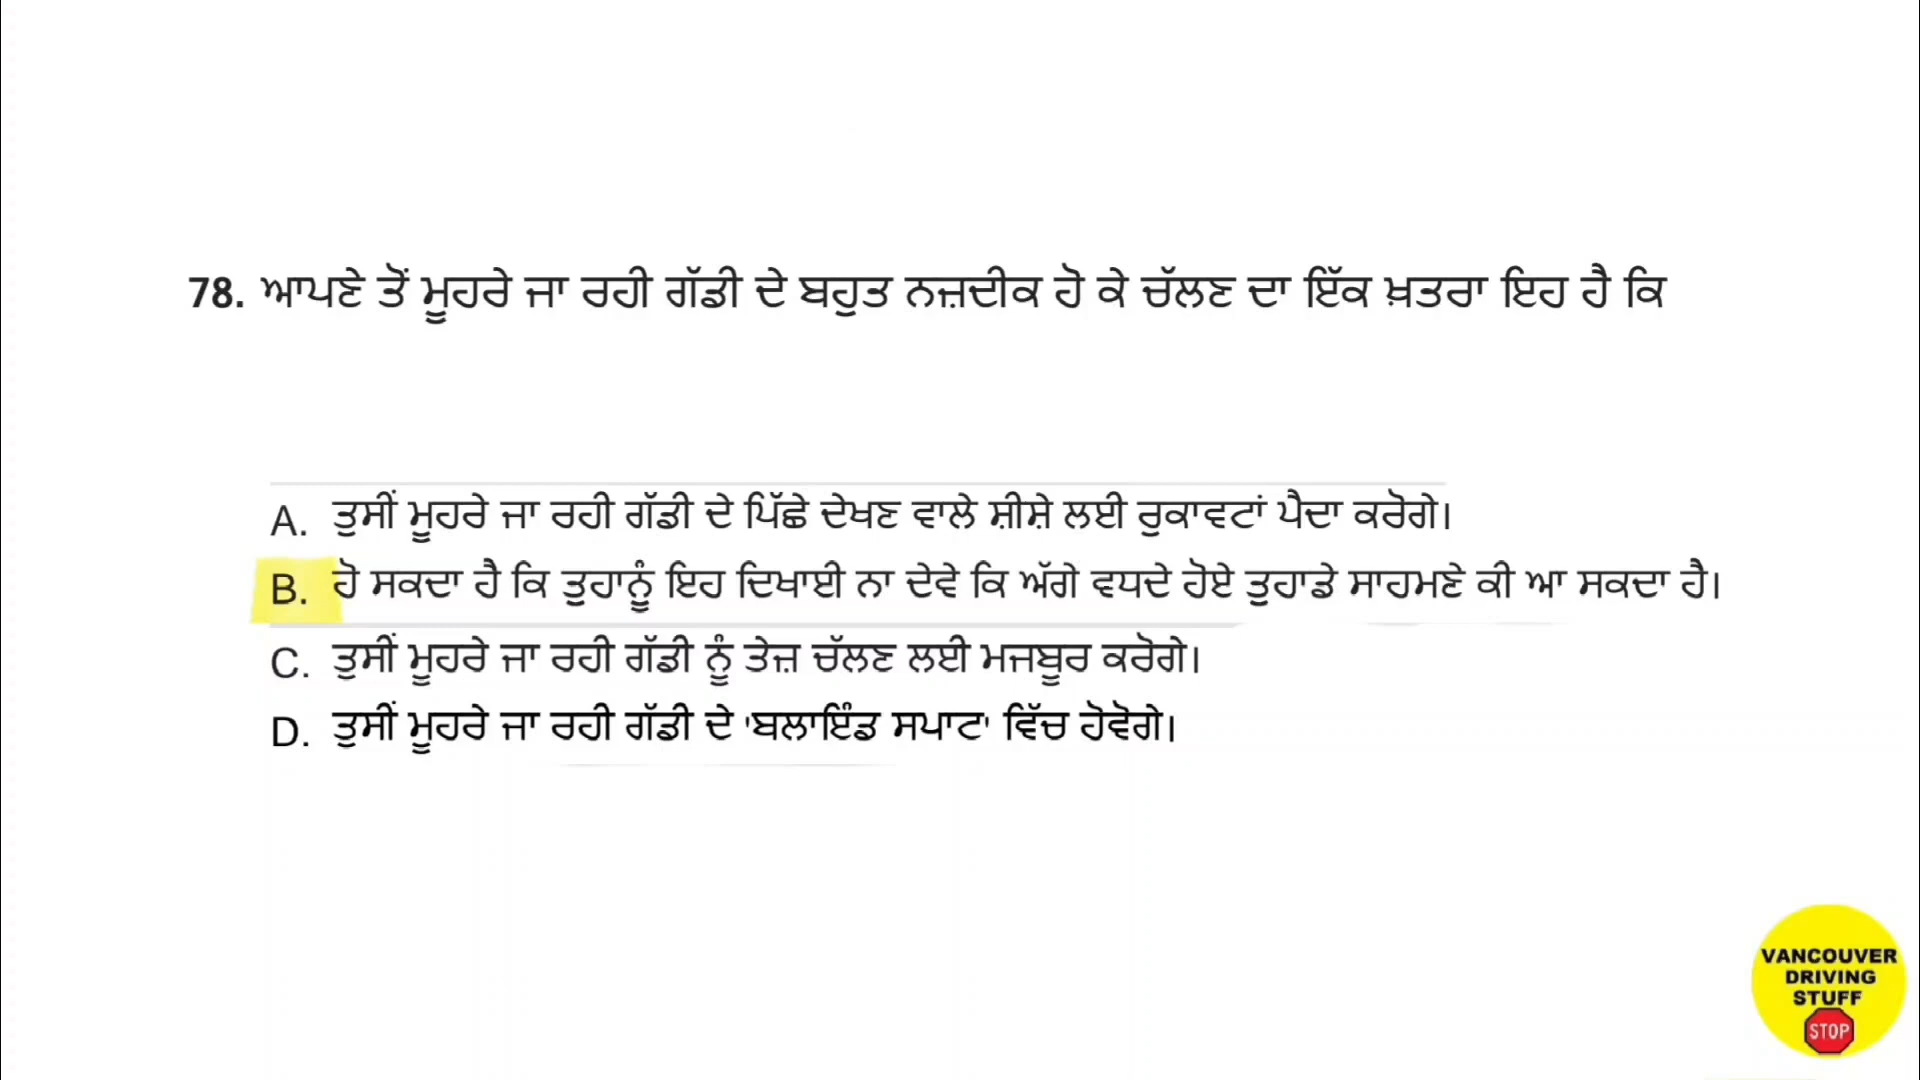 78. ਆਪਣੇ ਤੋਂ ਮੂਹਰੇ ਜਾ ਰਹੀ ਗੱਡੀ ਦੇ ਬਹੁਤ ਨਜ਼ਦੀਕ ਹੋ ਕੇ ਚੱਲਣ ਦਾ ਇੱਕ ਖ਼ਤਰਾ ਇਹ ਹੈ ਕਿ
A. ਤੁਸੀਂ ਮੂਹਰੇ ਜਾ ਰਹੀ ਗੱਡੀ ਦੇ ਪਿੱਛੇ ਦੇਖਣ ਵਾਲੇ ਸ਼ੀਸ਼ੇ ਲਈ ਰੁਕਾਵਟਾਂ ਪੈਦਾ ਕਰੋਗੇ।
B. ਹੋ ਸਕਦਾ ਹੈ ਕਿ ਤੁਹਾਨੂੰ ਇਹ ਦਿਖਾਈ ਨਾ ਦੇਵੇ ਕਿ ਅੱਗੇ ਵਧਦੇ ਹੋਏ ਤੁਹਾਡੇ ਸਾਹਮਣੇ ਕੀ ਆ ਸਕਦਾ ਹੈ।
C. ਤੁਸੀਂ ਮੂਹਰੇ ਜਾ ਰਹੀ ਗੱਡੀ ਨੂੰ ਤੇਜ਼ ਚੱਲਣ ਲਈ ਮਜਬੂਰ ਕਰੋਗੇ।
D. ਤੁਸੀਂ ਮੂਹਰੇ ਜਾ ਰਹੀ ਗੱਡੀ ਦੇ 'ਬਲਾਇੰਡ ਸਪਾਟ' ਵਿੱਚ ਹੋਵੋਗੇ।
VANCOUVER
DRIVING
STUFF
STOP